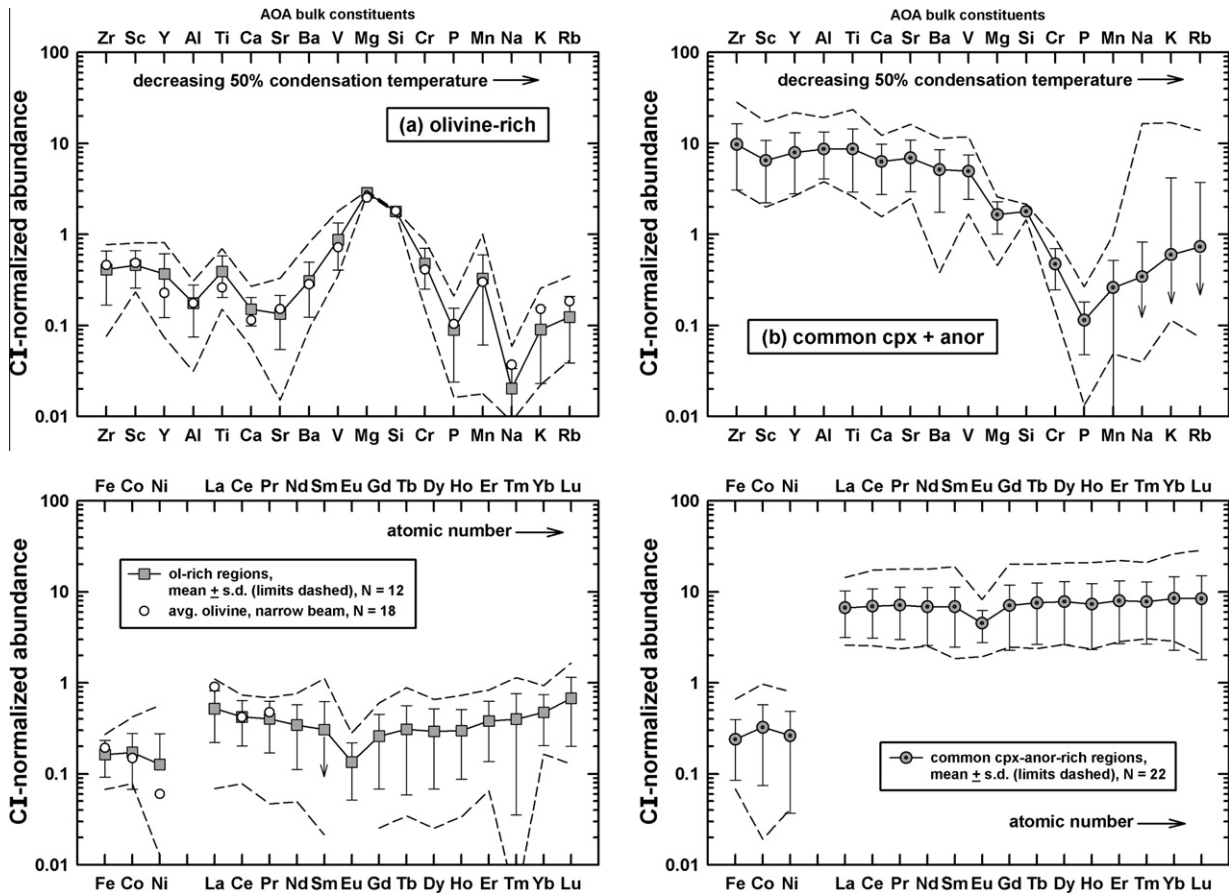 AOA bulk constituents
Zr Sc Y Al Ti Ca Sr Ba V Mg Si Cr P Mn Na K Rb
100
10
1
0.1
0.01
CI-normalized abundance
decreasing 50% condensation temperature
(a) olivine-rich
Zr Sc Y Al Ti Ca Sr Ba V Mg Si Cr P Mn Na K Rb
AOA bulk constituents
Zr Sc Y Al Ti Ca Sr Ba V Mg Si Cr P Mn Na K Rb
100
10
1
0.1
0.01
CI-normalized abundance
decreasing 50% condensation temperature
(b) common cpx + anor
Zr Sc Y Al Ti Ca Sr Ba V Mg Si Cr P Mn Na K Rb
Fe Co Ni La Ce Pr Nd Sm Eu Gd Tb Dy Ho Er Tm Yb Lu
100
10
1
0.1
0.01
CI-normalized abundance
atomic number
ol-rich regions,
mean ± s.d. (limits dashed), N = 12
avg. olivine, narrow beam, N = 18
Fe Co Ni La Ce Pr Nd Sm Eu Gd Tb Dy Ho Er Tm Yb Lu
Fe Co Ni La Ce Pr Nd Sm Eu Gd Tb Dy Ho Er Tm Yb Lu
100
10
1
0.1
0.01
CI-normalized abundance
common cpx-anor-rich regions,
mean ± s.d. (limits dashed), N = 22
atomic number
Fe Co Ni La Ce Pr Nd Sm Eu Gd Tb Dy Ho Er Tm Yb Lu